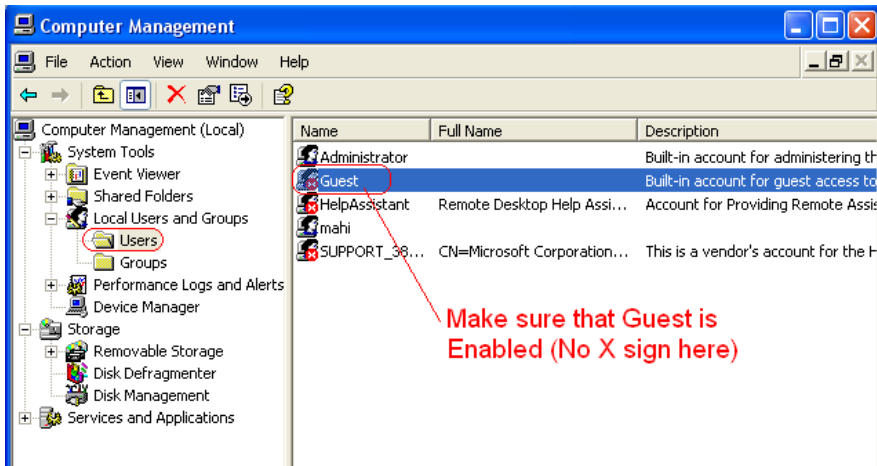 Computer Management
File Action View Window Help
Computer Management (Local)
System Tools
Event Viewer
Shared Folders
Local Users and Groups
Users
Groups
Performance Logs and Alerts
Device Manager
Storage
Removable Storage
Disk Defragmenter
Disk Management
Services and Applications
Name Full Name Description
Administrator Built-in account for administering th
Guest Built-in account for guest access to
HelpAssistant Remote Desktop Help Assi... Account for Providing Remote Assis
mahi
SUPPORT_38... CN=Microsoft Corporation... This is a vendor's account for the H
Make sure that Guest is
Enabled (No X sign here)